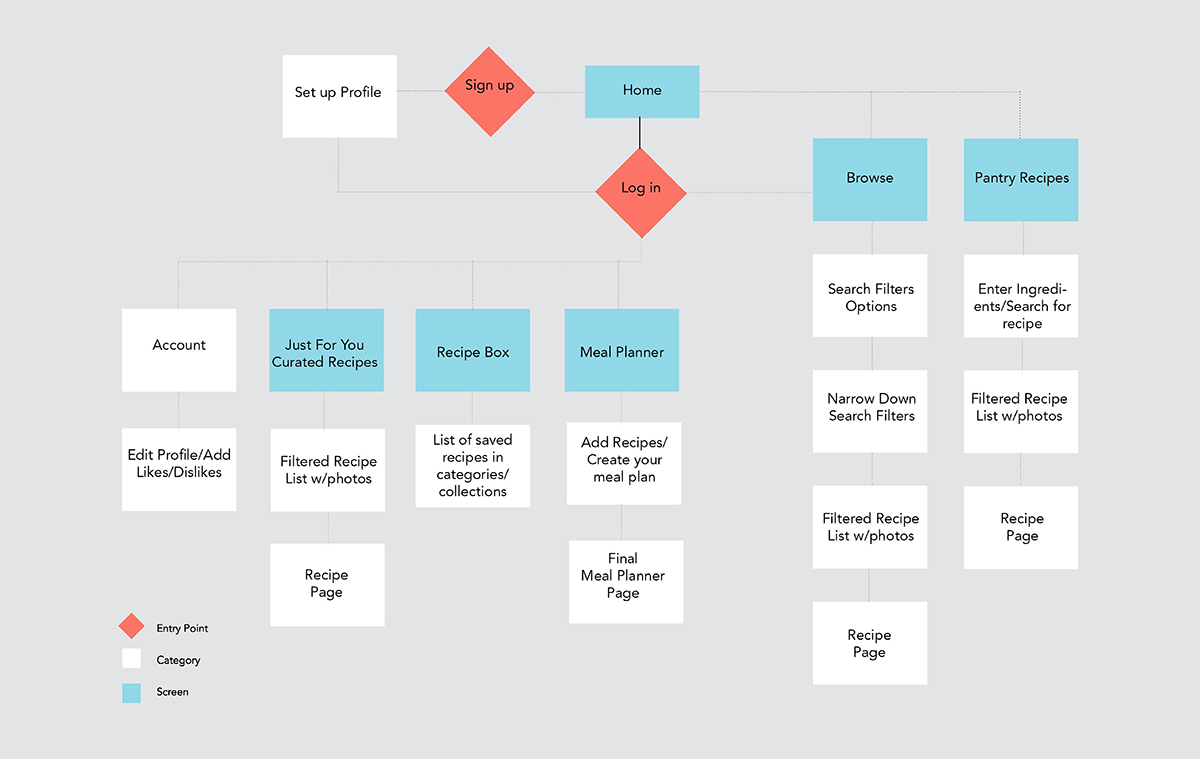 Set up Profile
Sign up
Home
Log in
Browse
Pantry Recipes
Search Filters
Options
Enter Ingredi-
ents/Search for
recipe
Account
Just For You
Curated Recipes
Recipe Box
Meal Planner
Narrow Down
Search Filters
Filtered Recipe
List w/photos
Edit Profile/Add
Likes/Dislikes
Filtered Recipe
List w/photos
List of saved
recipes in
categories/
collections
Add Recipes/
Create your
meal plan
Filtered Recipe
List w/photos
Recipe
Page
Recipe
Page
Final
Meal Planner
Page
Recipe
Page
Entry Point
Category
Screen